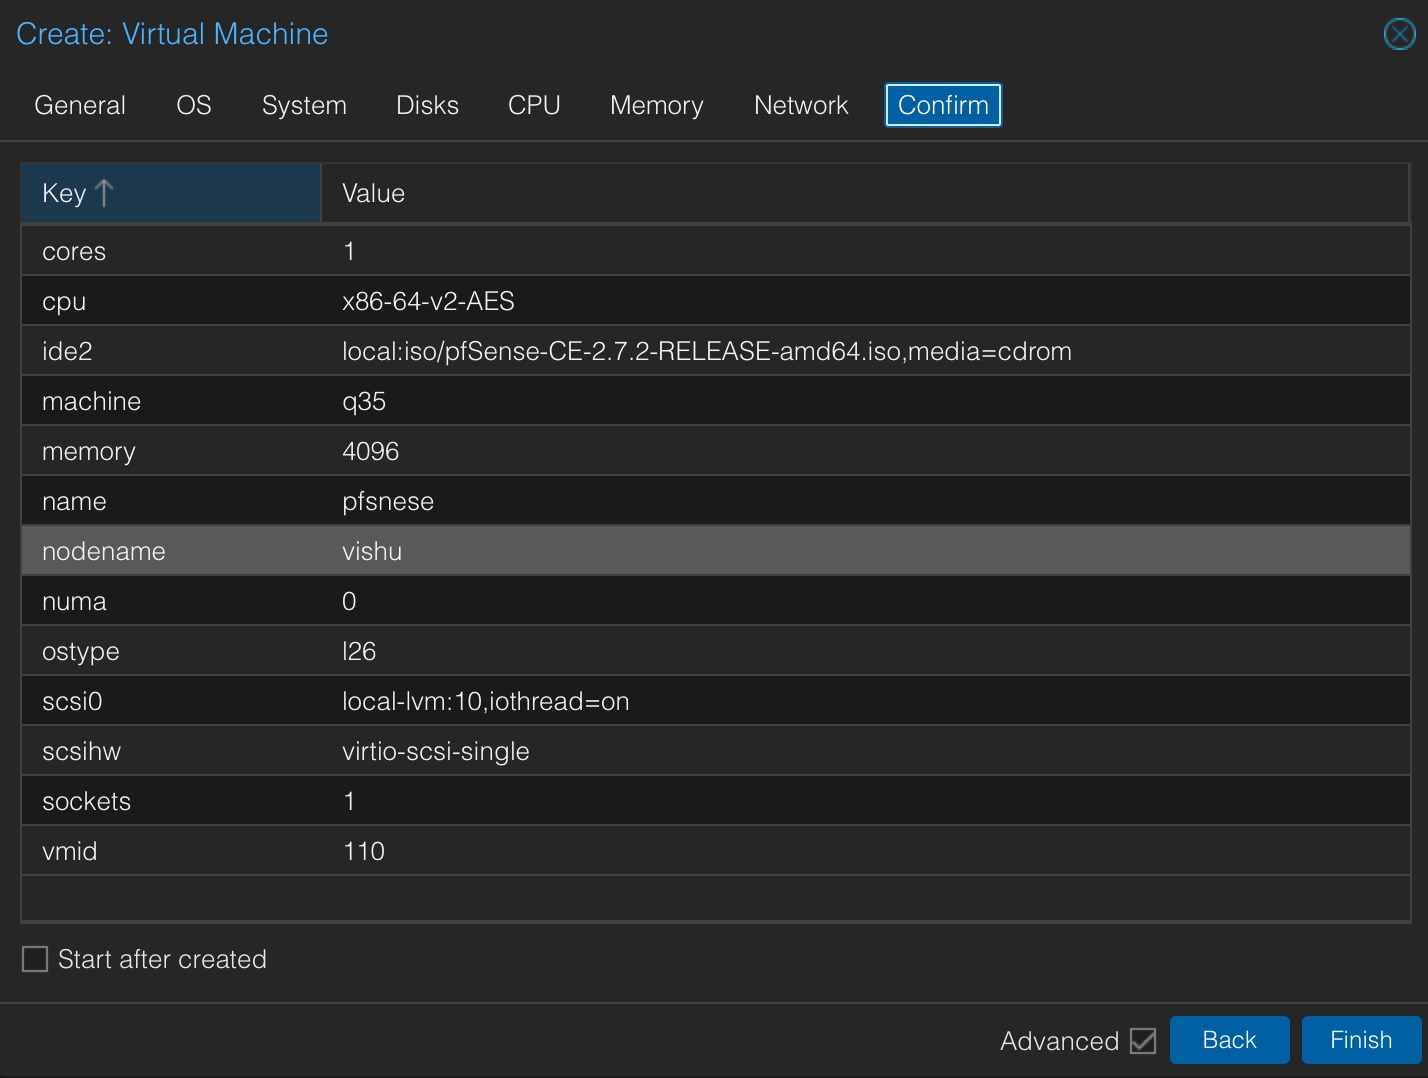 Create: Virtual Machine
General OS System Disks CPU Memory Network Confirm
Key Value
cores 1
cpu x86-64-v2-AES
ide2 local:iso/pfSense-CE-2.7.2-RELEASE-amd64.iso,media=cdrom
machine q35
memory 4096
name pfsnese
nodename vishu
numa 0
ostype l26
scsi0 local-lvm:10,iothread=on
scsihw virtio-scsi-single
sockets 1
vmid 110
Start after created
Advanced Back Finish